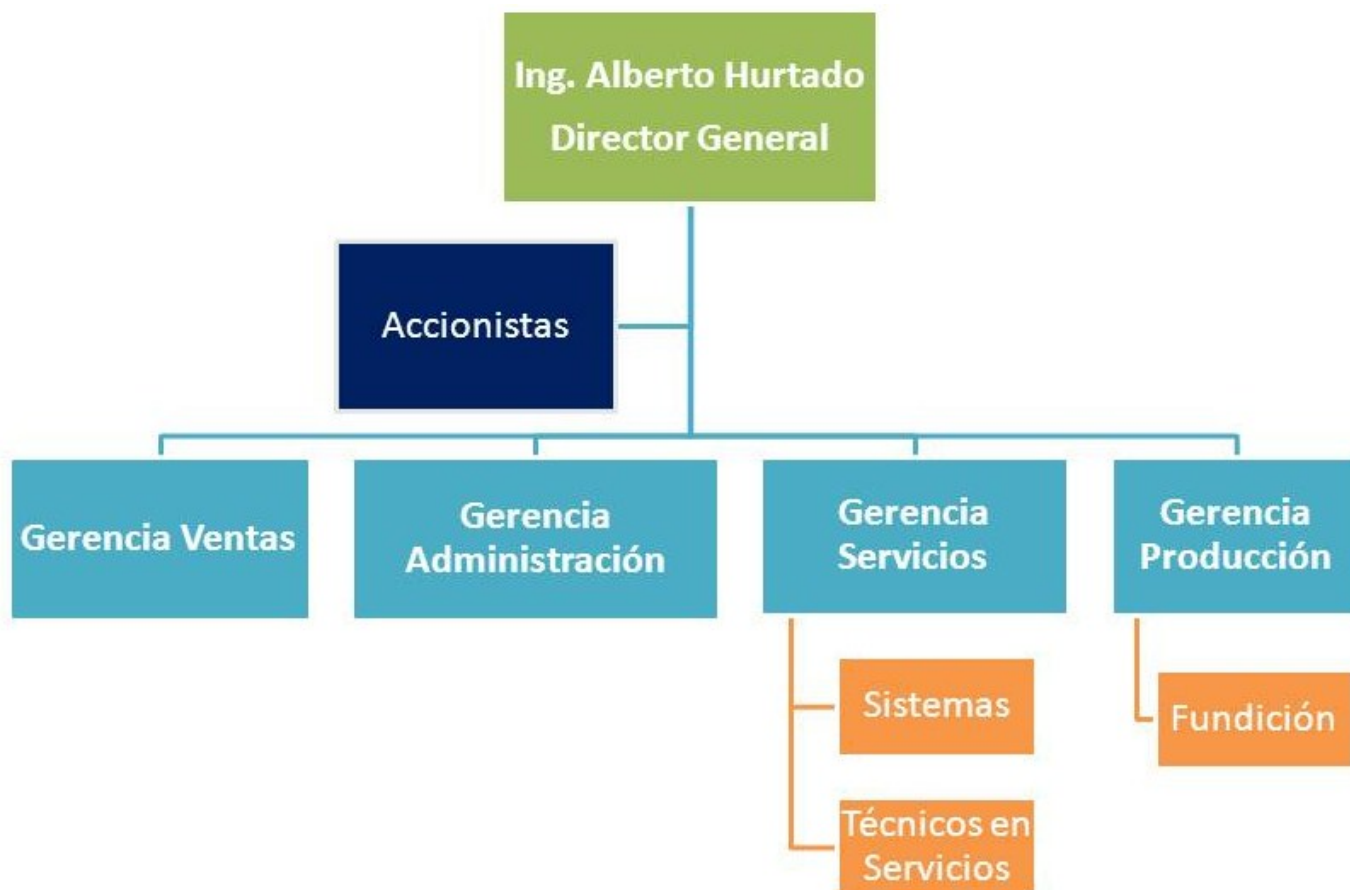 Ing. Alberto Hurtado
Director General
Accionistas
Gerencia Ventas
Gerencia
Administración
Gerencia
Servicios
Gerencia
Producción
Sistemas
Fundición
Técnicos en
Servicios